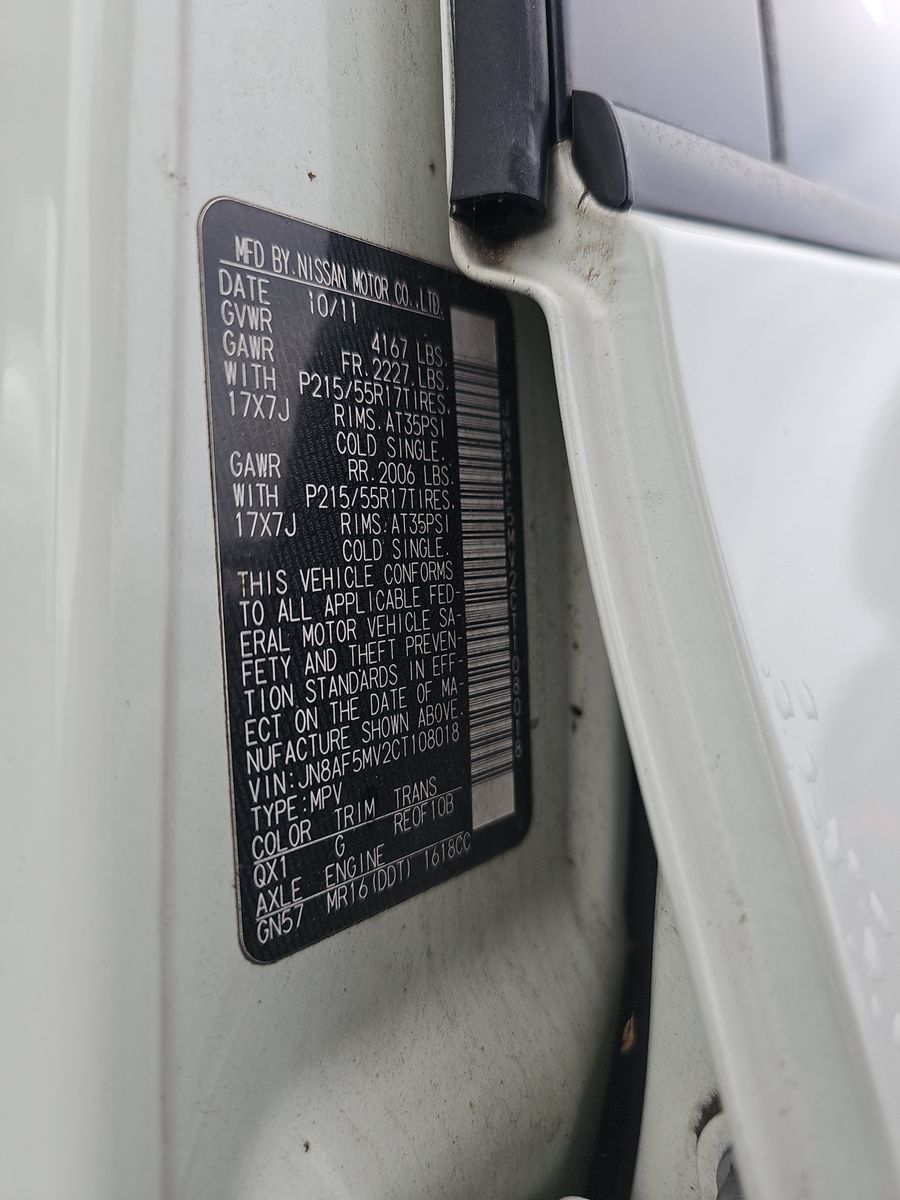 MFD BY.NISSAN MOTOR CO.,LTD.
DATE 10/11
GVWR 4167 LBS.
GAWR FR.2227 LBS.
WITH P215/55R17TIRES.
17X7J RIMS.AT35PSI
COLD SINGLE.
GAWR RR.2006 LBS.
WITH P215/55R17TIRES.
17X7J RIMS.AT35PSI
COLD SINGLE.
THIS VEHICLE CONFORMS
TO ALL APPLICABLE FED-
ERAL MOTOR VEHICLE SA-
FETY AND THEFT PREVEN-
TION STANDARDS IN EFF-
ECT ON THE DATE OF MA-
NUFACTURE SHOWN ABOVE.
VIN:JN8AF5MV2CT108018
TYPE:MPV
COLOR TRIM TRANS
QX1 G RE0F10B
AXLE ENGINE
GN57 MR16(DDT) 1618CC